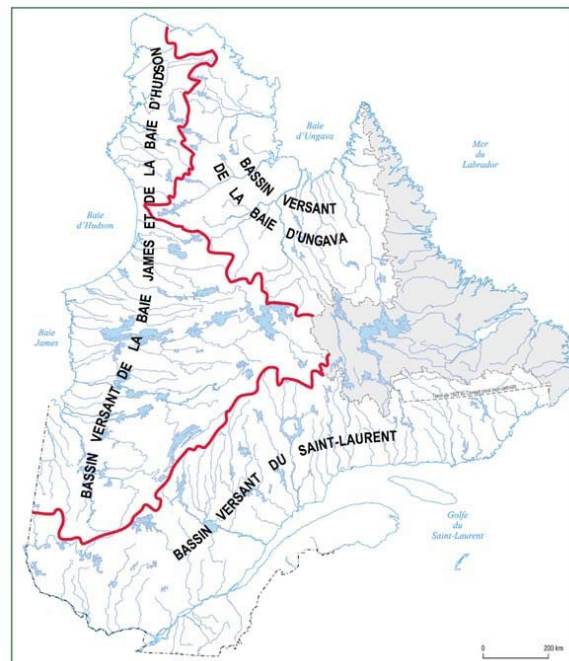 Baie
d'Ungava
Mer
du
Labrador
BASSIN VERSANT
DE LA BAIE D'UNGAVA
Baie
d'Hudson
Baie
James
BASSIN VERSANT DE LA BAIE JAMES ET DE LA BAIE D'HUDSON
BASSIN VERSANT DU SAINT-LAURENT
Golfe
du
Saint-Laurent
0 200 km